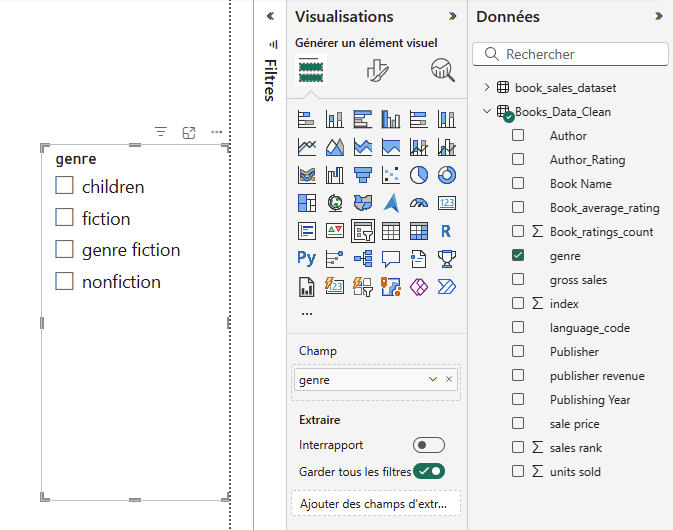 genre
children
fiction
genre fiction
nonfiction
Filtres
Visualisations
Générer un élément visuel
123
R
Py
123
Champ
genre
Extraire
Interrapport
Garder tous les filtres
Ajouter des champs d'extr...
Données
Rechercher
book_sales_dataset
Books_Data_Clean
Author
Author_Rating
Book Name
Book_average_rating
Σ Book_ratings_count
genre
gross sales
Σ index
language_code
Publisher
publisher revenue
Publishing Year
sale price
Σ sales rank
Σ units sold